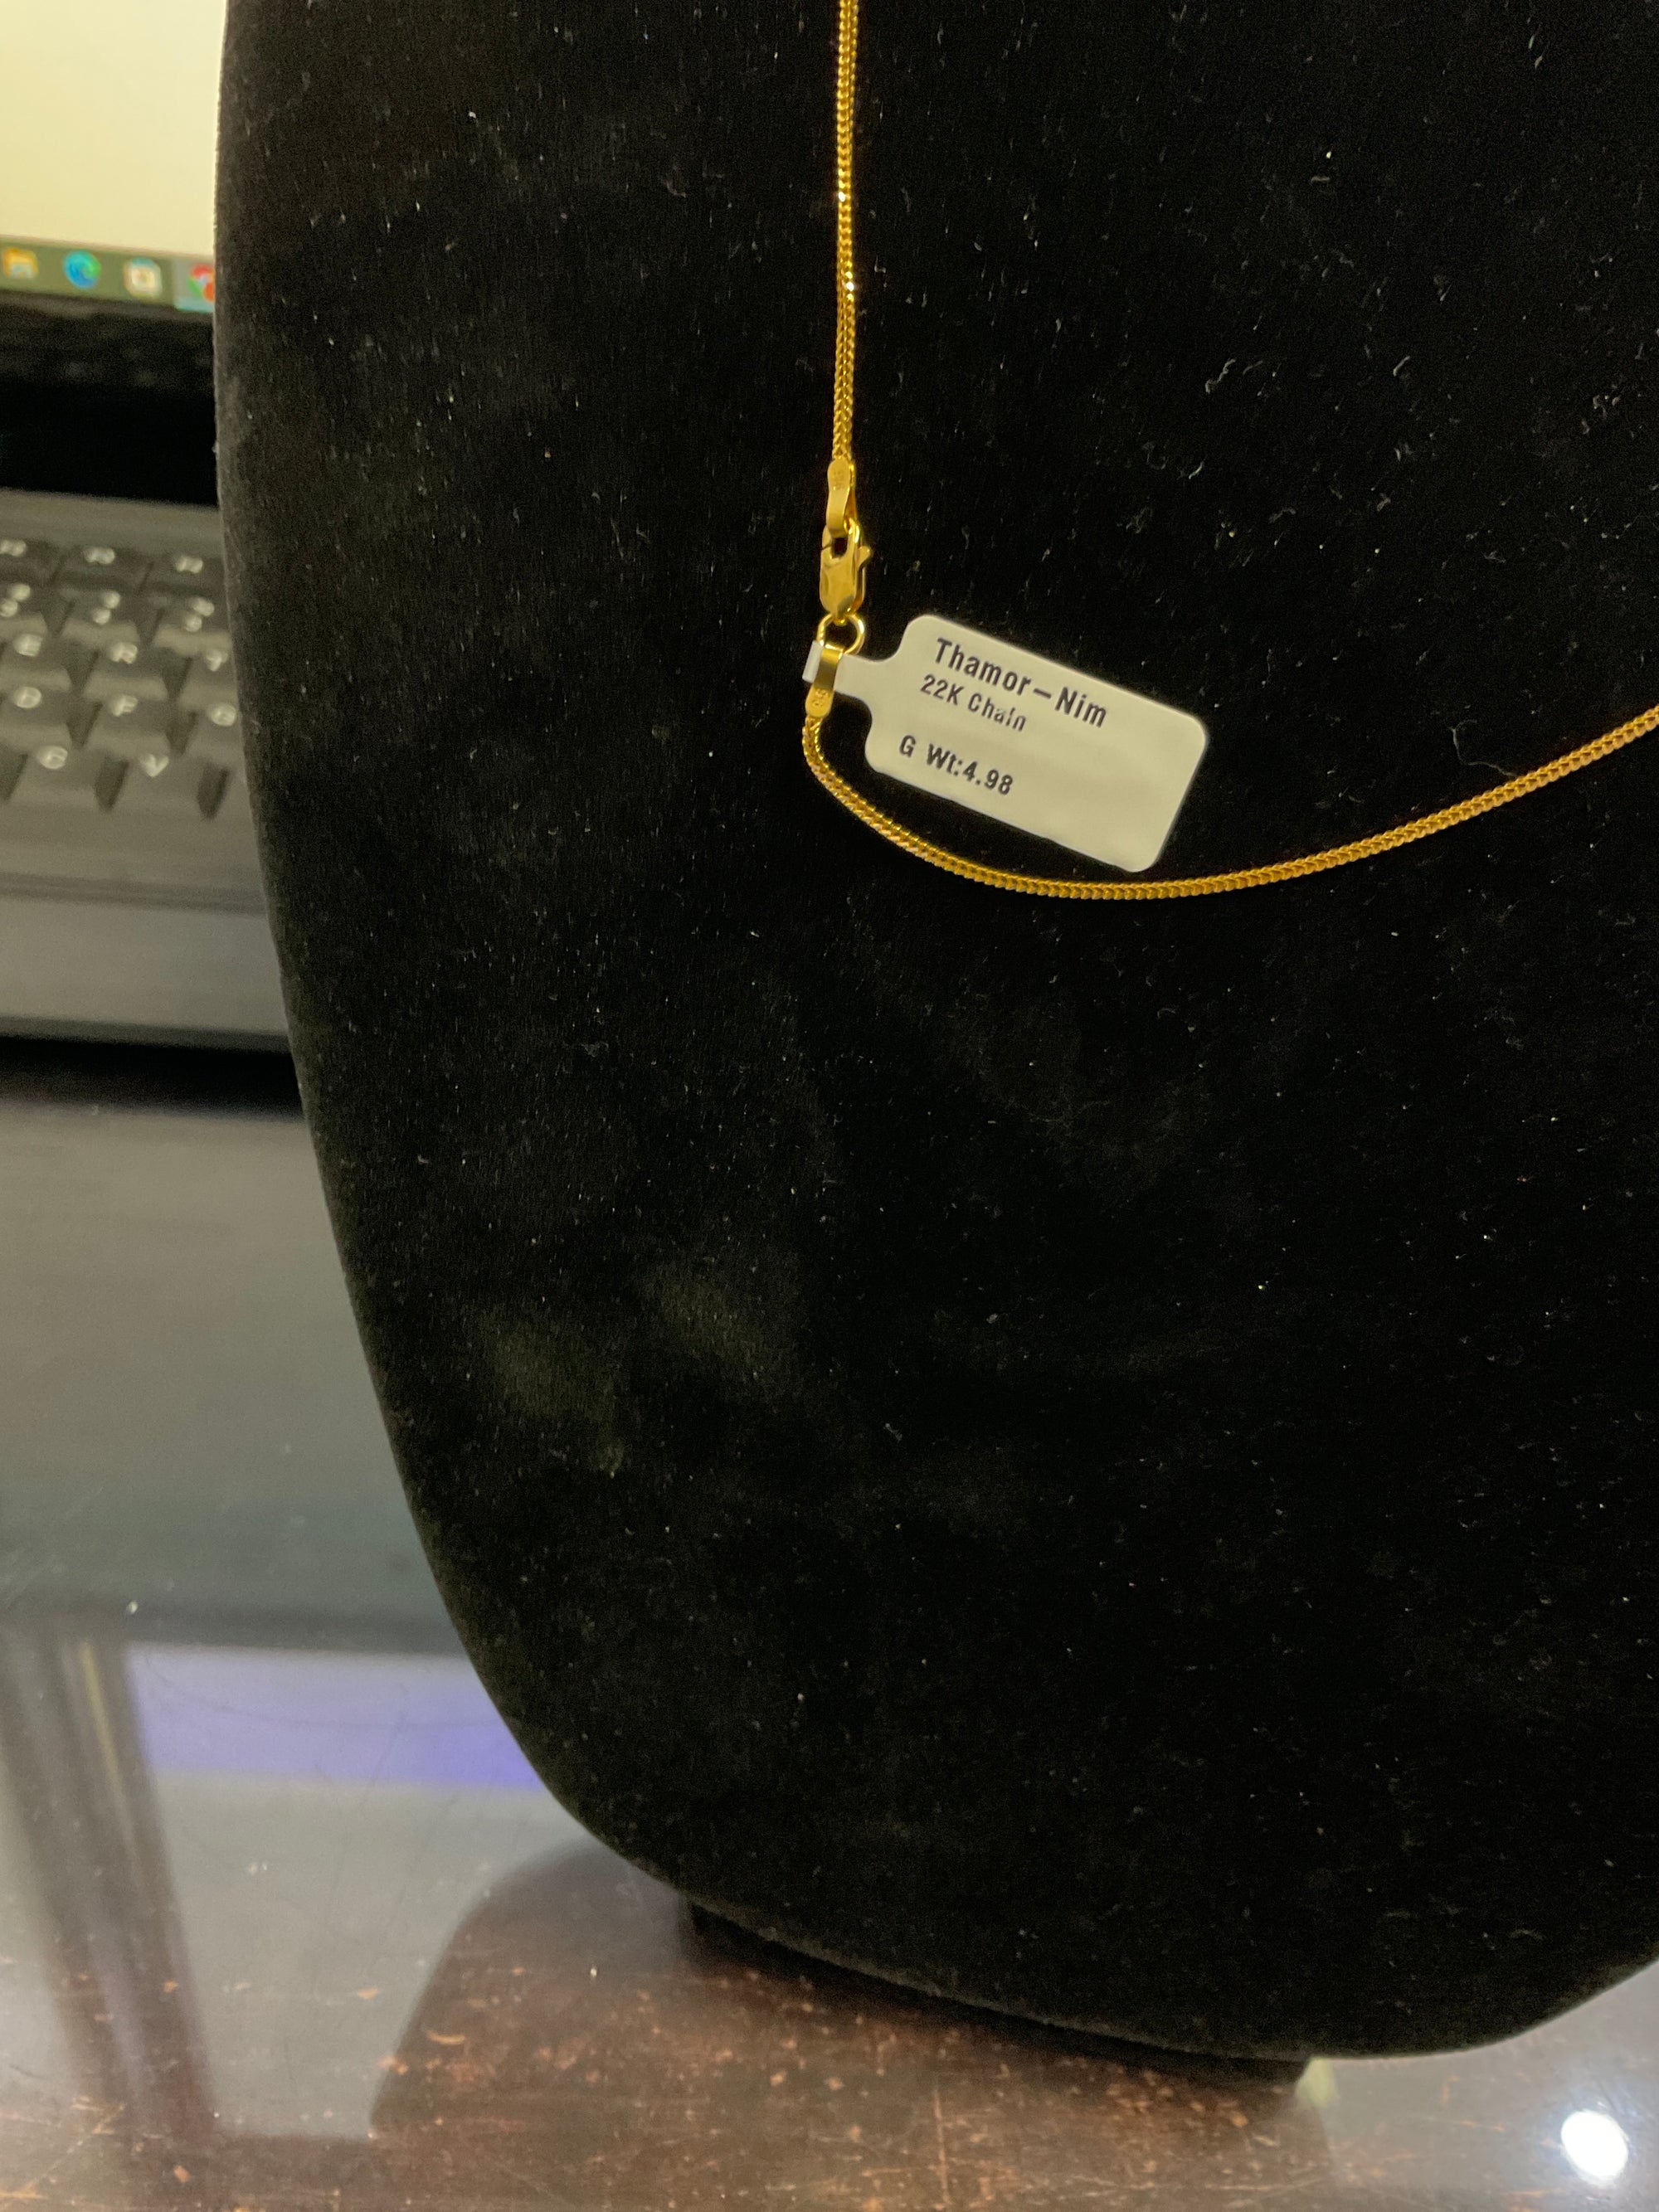 Thamor-Nim
22K Chain
G Wt:4.98
E R T
D F G
C V